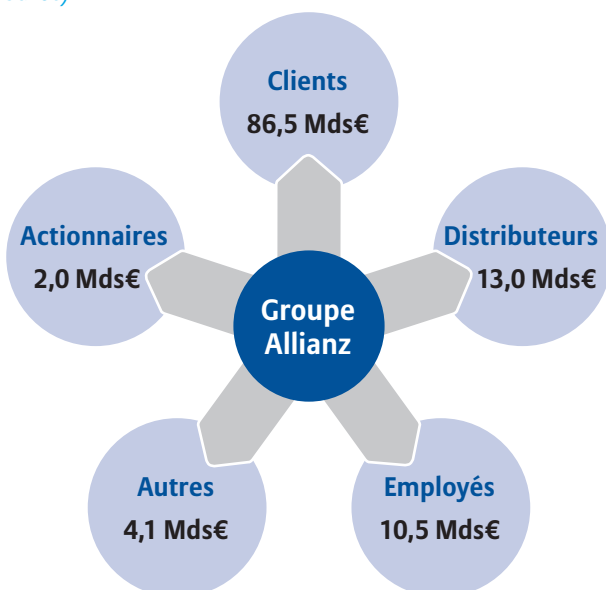 Clients
86,5 Mds€
Actionnaires
2,0 Mds€
Distributeurs
13,0 Mds€
Groupe
Allianz
Autres
4,1 Mds€
Employés
10,5 Mds€